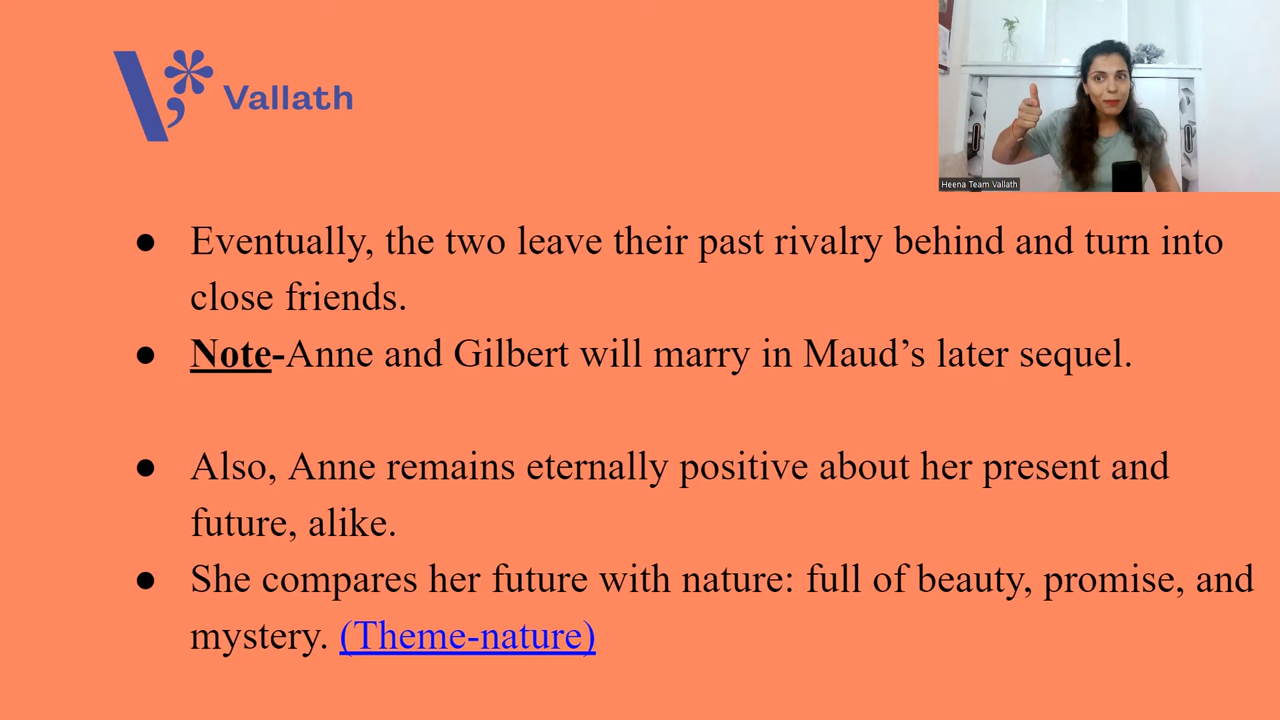 Vallath
Heena Team Vallath
● Eventually, the two leave their past rivalry behind and turn into
close friends.
● Note-Anne and Gilbert will marry in Maud’s later sequel.
● Also, Anne remains eternally positive about her present and
future, alike.
● She compares her future with nature: full of beauty, promise, and
mystery. (Theme-nature)